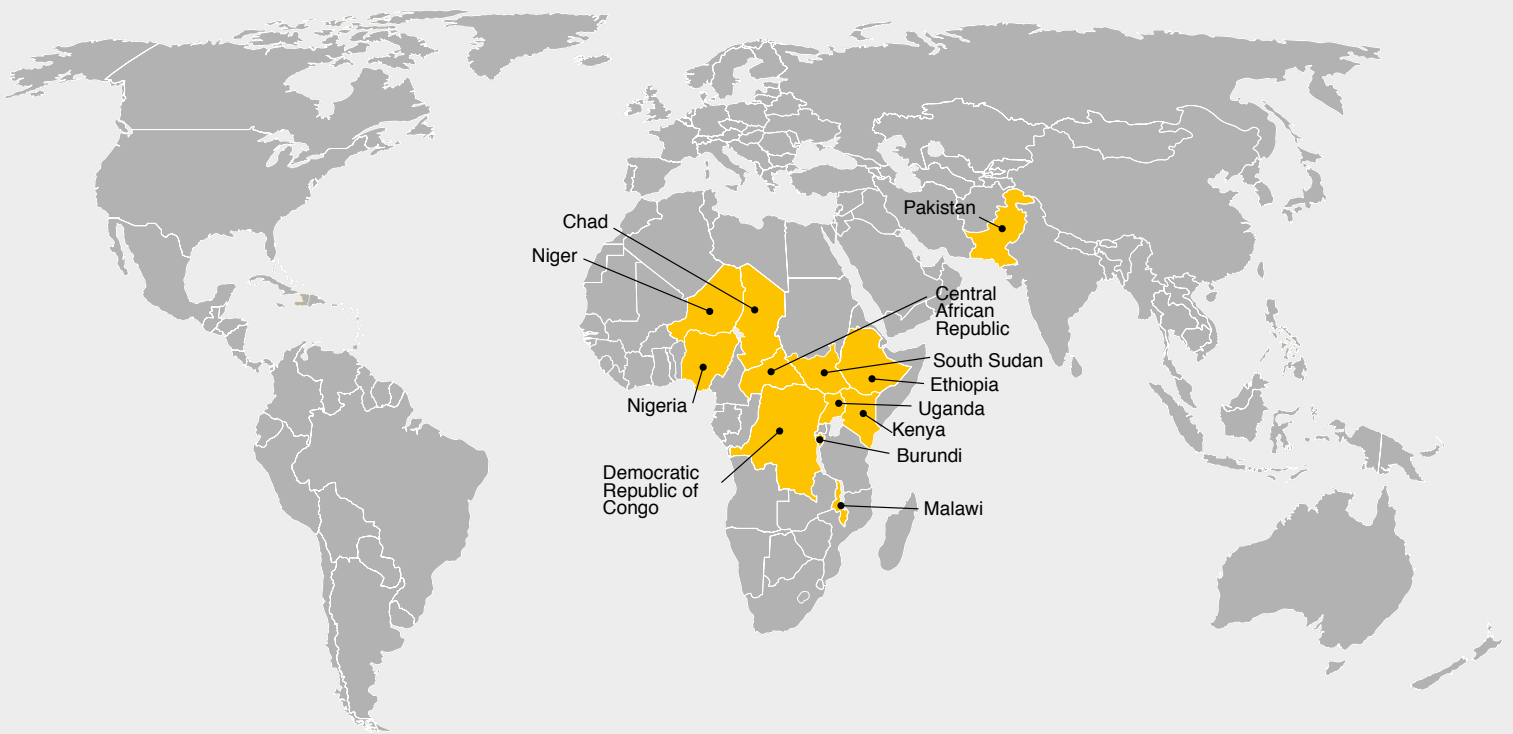 Pakistan
Chad
Niger
Central
African
Republic
South Sudan
Ethiopia
Nigeria
Uganda
Kenya
Burundi
Democratic
Republic of
Congo
Malawi